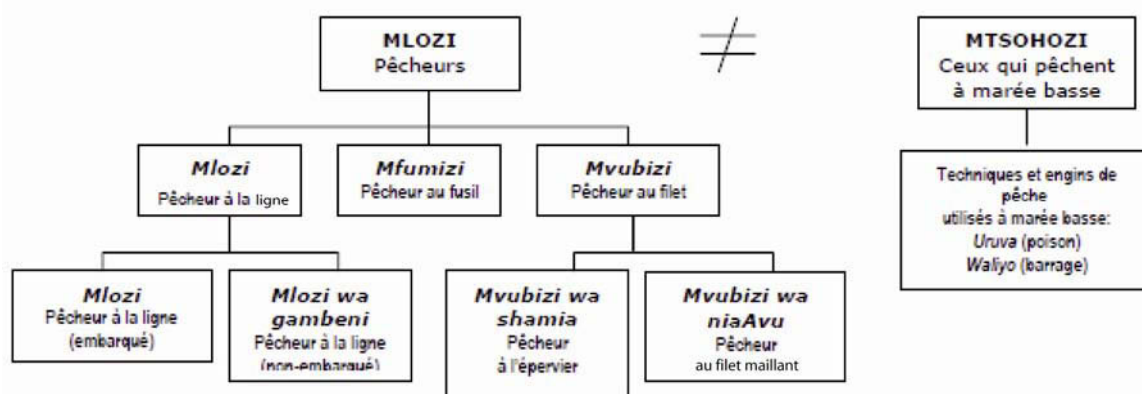 MLOZI
Pêcheurs
≠
MTSOHOZI
Ceux qui pêchent
à marée basse
Mlozi
Pêcheur à la ligne
Mfumizi
Pêcheur au fusil
Mvubizi
Pêcheur au filet
Techniques et engins de
pêche
utilisés à marée basse:
Uruva (poison)
Waliyo (barrage)
Mlozi
Pêcheur à la ligne
(embarqué)
Mlozi wa
gambeni
Pêcheur à la ligne
(non-embarqué)
Mvubizi wa
shamia
Pêcheur
à l'épervier
Mvubizi wa
niaAvu
Pêcheur
au filet maillant